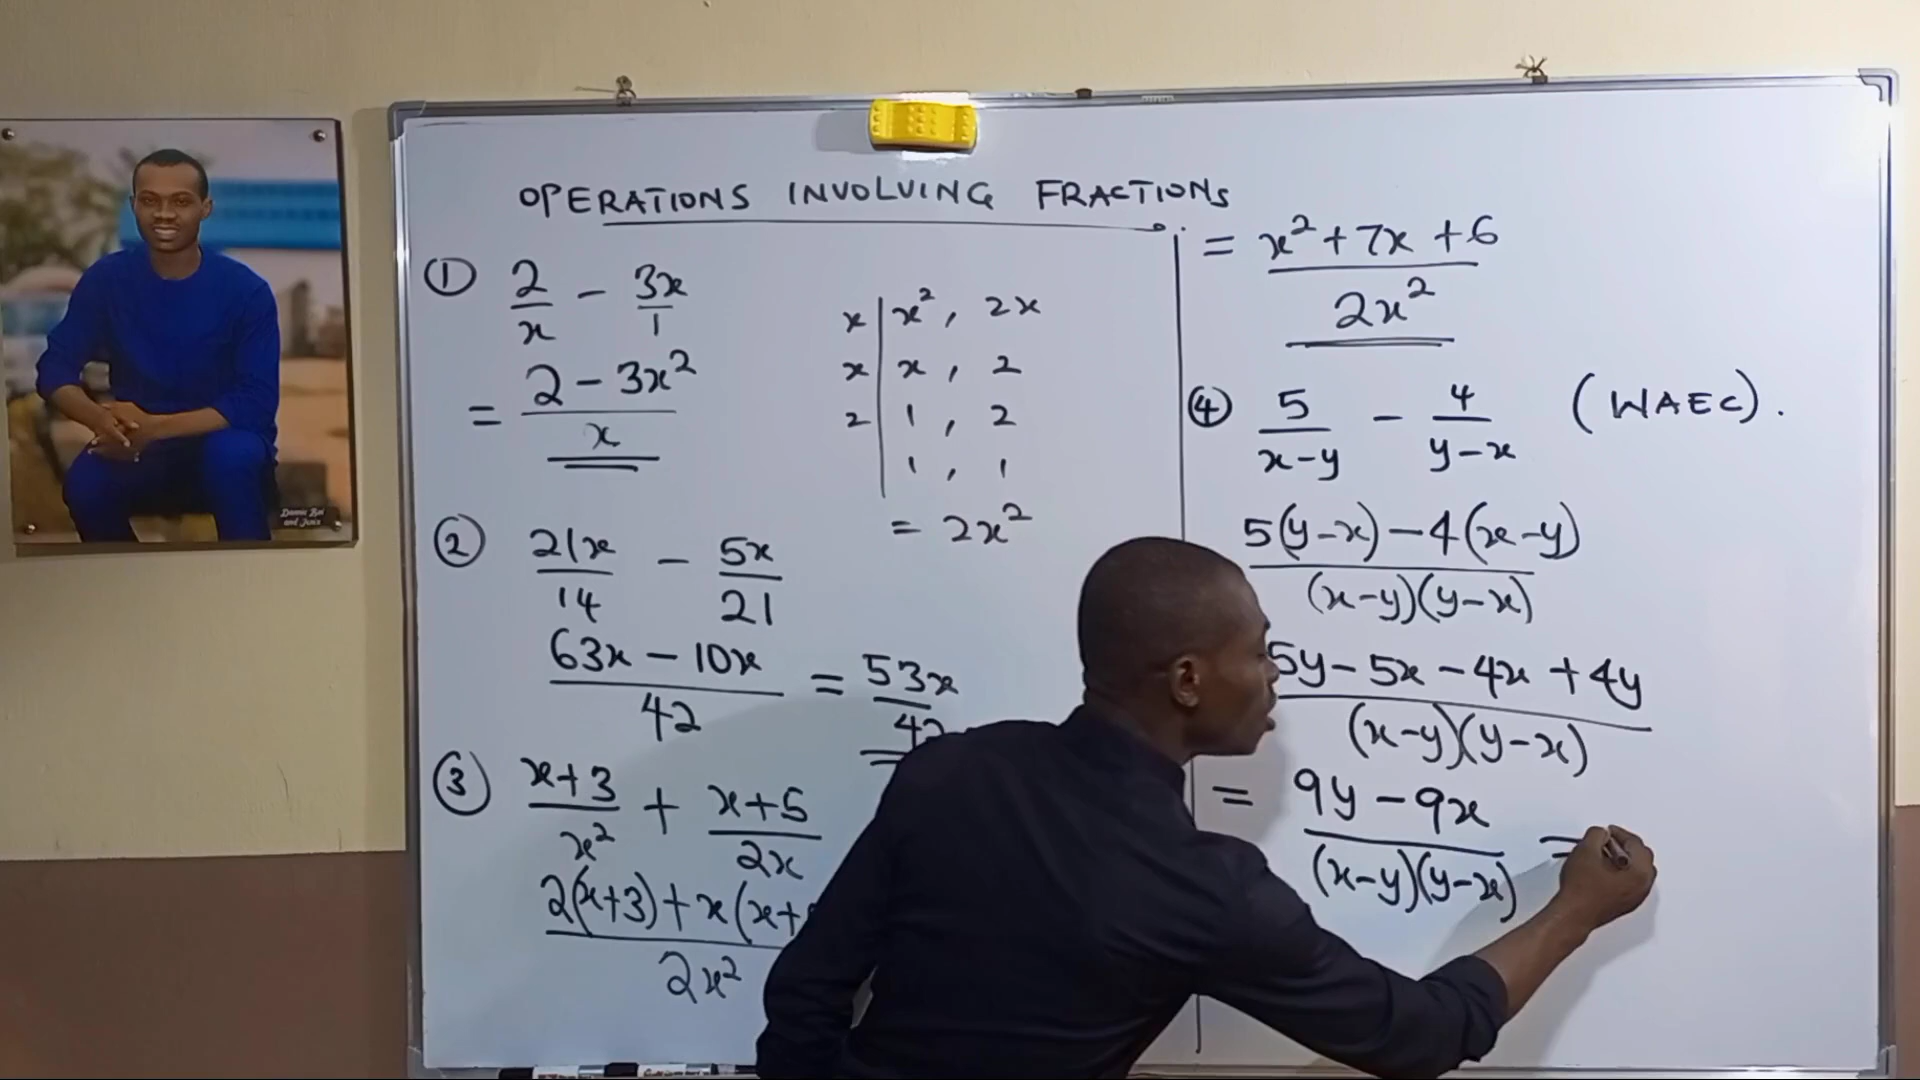 OPERATIONS INVOLVING FRACTIONS
① 2/x − 3x/1
= (2 − 3x²)/x
x | x², 2x
x | x, 2
2 | 1, 2
1, 1
= 2x²
② 21x/14 − 5x/21
(63x − 10x)/42 = 53x/42
③ (x+3)/x² + (x+5)/2x
2(x+3) + x(x+
2x²
= (x² + 7x + 6)/2x²
④ 5/(x−y) − 4/(y−x) (WAEC).
5(y−x) − 4(x−y)
(x−y)(y−x)
5y − 5x − 4x + 4y
(x−y)(y−x)
= 9y − 9x
(x−y)(y−x) =